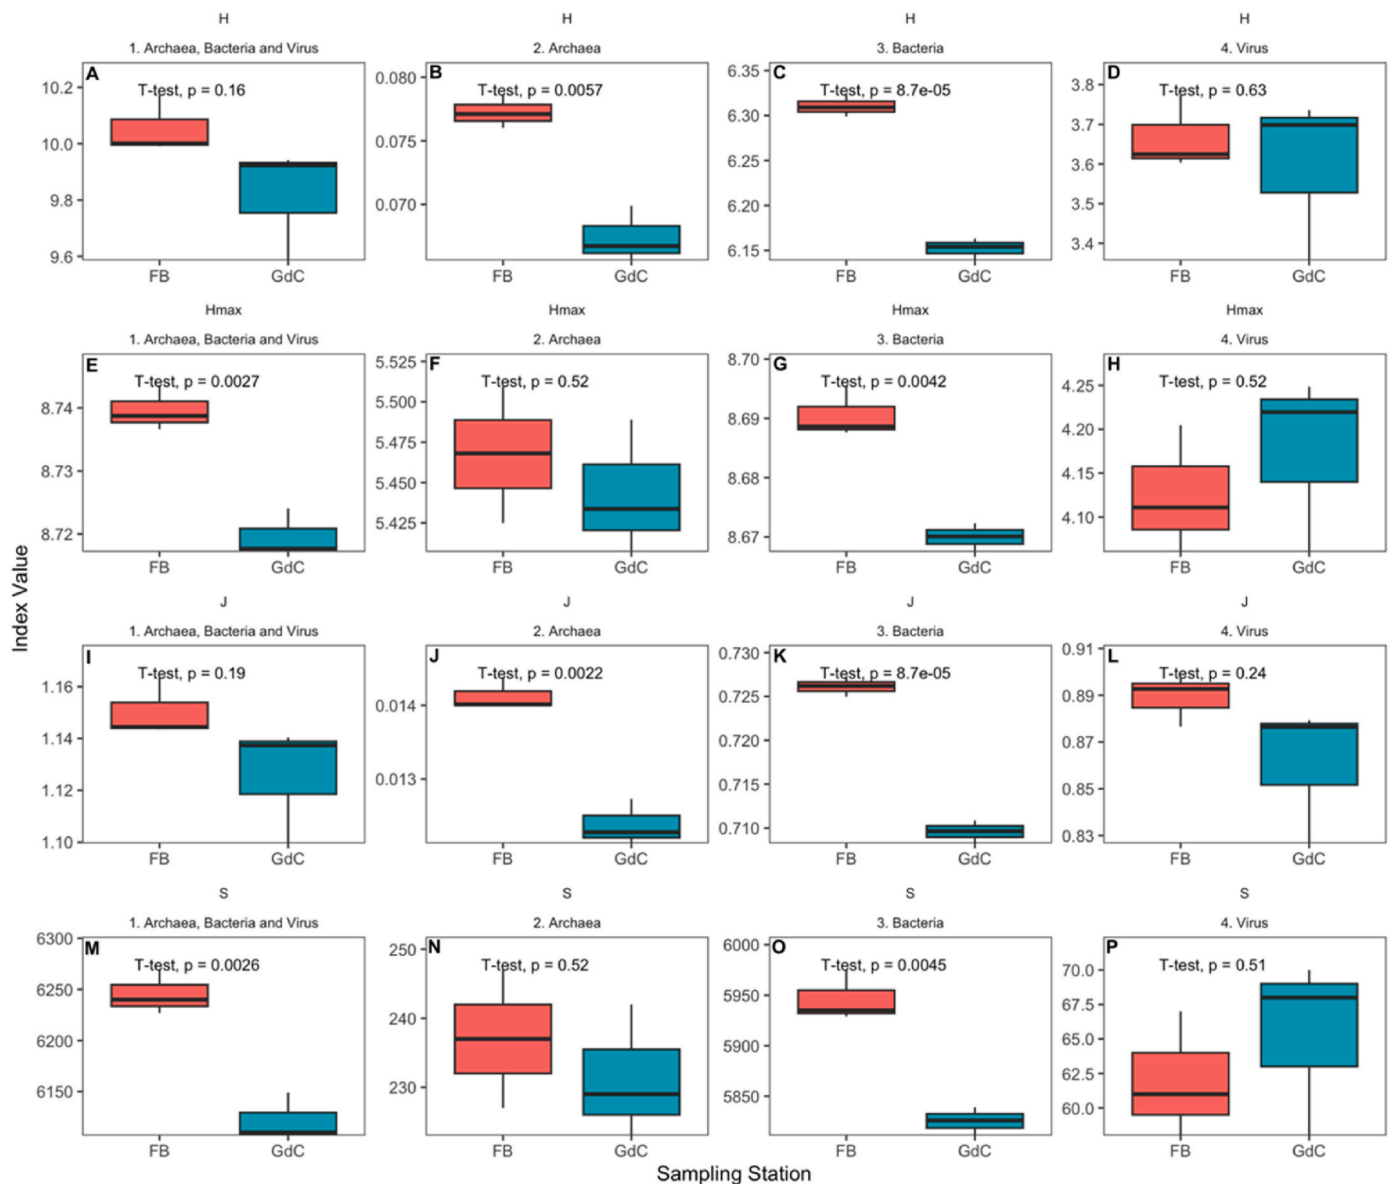 H H H H
1. Archaea, Bacteria and Virus 2. Archaea 3. Bacteria 4. Virus
A T-test, p = 0.16 B T-test, p = 0.0057 C T-test, p = 8.7e-05 D T-test, p = 0.63
10.2 10.0 9.8 9.6
0.080 0.075 0.070
6.35 6.30 6.25 6.20 6.15
3.8 3.7 3.6 3.5 3.4
FB GdC FB GdC FB GdC FB GdC
Hmax Hmax Hmax Hmax
1. Archaea, Bacteria and Virus 2. Archaea 3. Bacteria 4. Virus
E T-test, p = 0.0027 F T-test, p = 0.52 G T-test, p = 0.0042 H T-test, p = 0.52
8.74 8.73 8.72
5.525 5.500 5.475 5.450 5.425
8.70 8.69 8.68 8.67
4.25 4.20 4.15 4.10
FB GdC FB GdC FB GdC FB GdC
Index Value
J J J J
1. Archaea, Bacteria and Virus 2. Archaea 3. Bacteria 4. Virus
I T-test, p = 0.19 J T-test, p = 0.0022 K T-test, p = 8.7e-05 L T-test, p = 0.24
1.16 1.14 1.12 1.10
0.014 0.013
0.730 0.725 0.720 0.715 0.710
0.91 0.89 0.87 0.85 0.83
FB GdC FB GdC FB GdC FB GdC
S S S S
1. Archaea, Bacteria and Virus 2. Archaea 3. Bacteria 4. Virus
M T-test, p = 0.0026 N T-test, p = 0.52 O T-test, p = 0.0045 P T-test, p = 0.51
6300 6250 6200 6150
250 240 230
6000 5950 5900 5850
70.0 67.5 65.0 62.5 60.0
FB GdC FB GdC FB GdC FB GdC
Sampling Station